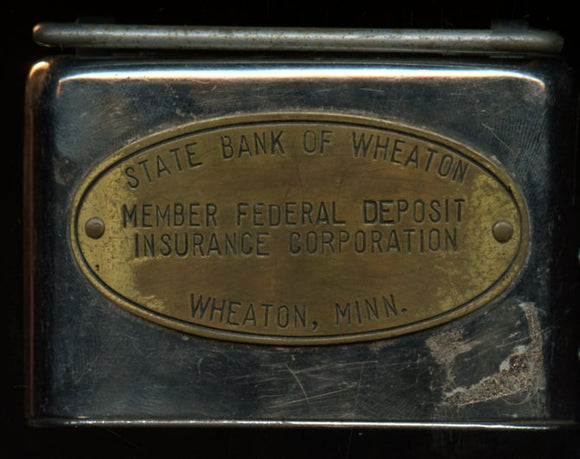 STATE BANK OF WHEATON
MEMBER FEDERAL DEPOSIT
INSURANCE CORPORATION
WHEATON, MINN.